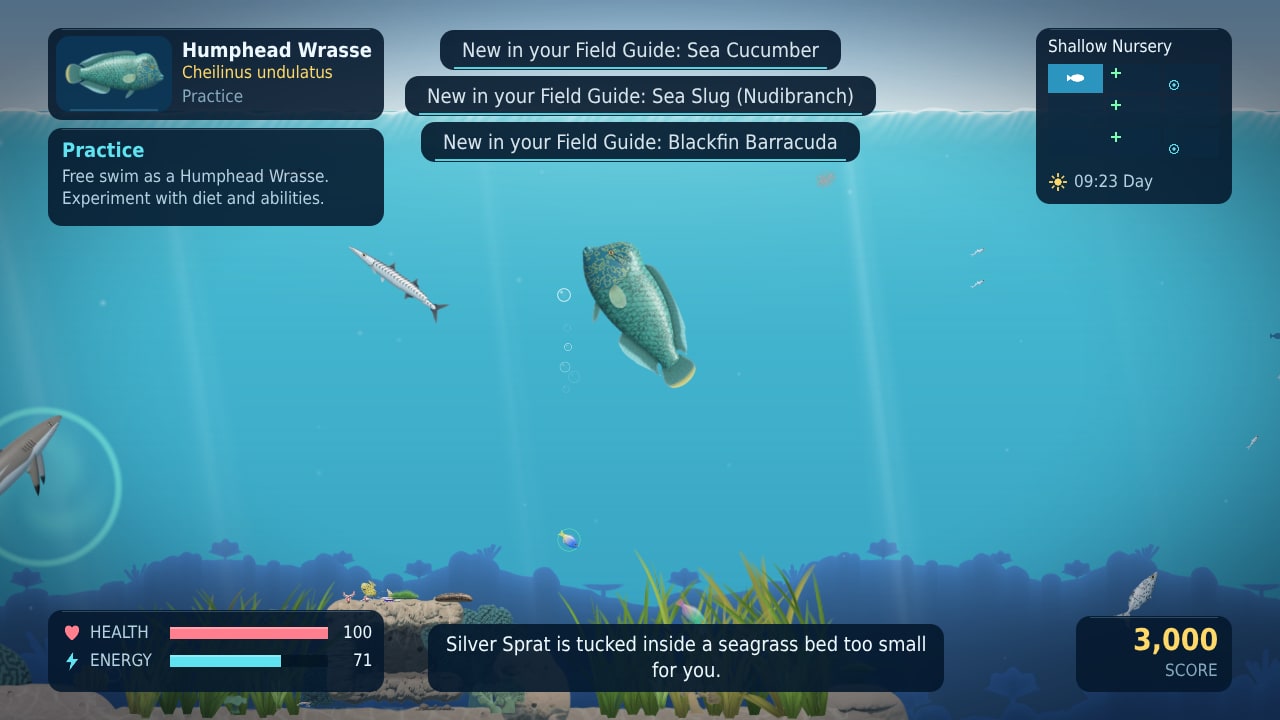 Humphead Wrasse
Cheilinus undulatus
Practice
Practice
Free swim as a Humphead Wrasse.
Experiment with diet and abilities.
New in your Field Guide: Sea Cucumber
New in your Field Guide: Sea Slug (Nudibranch)
New in your Field Guide: Blackfin Barracuda
Shallow Nursery
09:23 Day
HEALTH 100
ENERGY 71
Silver Sprat is tucked inside a seagrass bed too small
for you.
3,000
SCORE